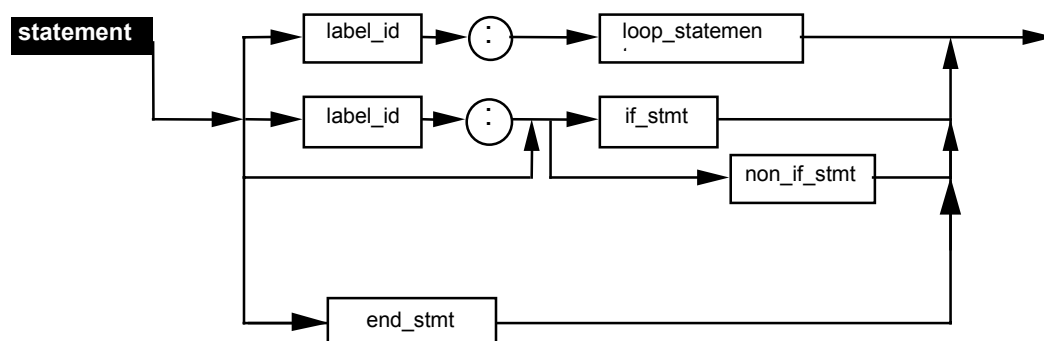 statement
label_id
:
loop_statemen
label_id
:
if_stmt
non_if_stmt
end_stmt